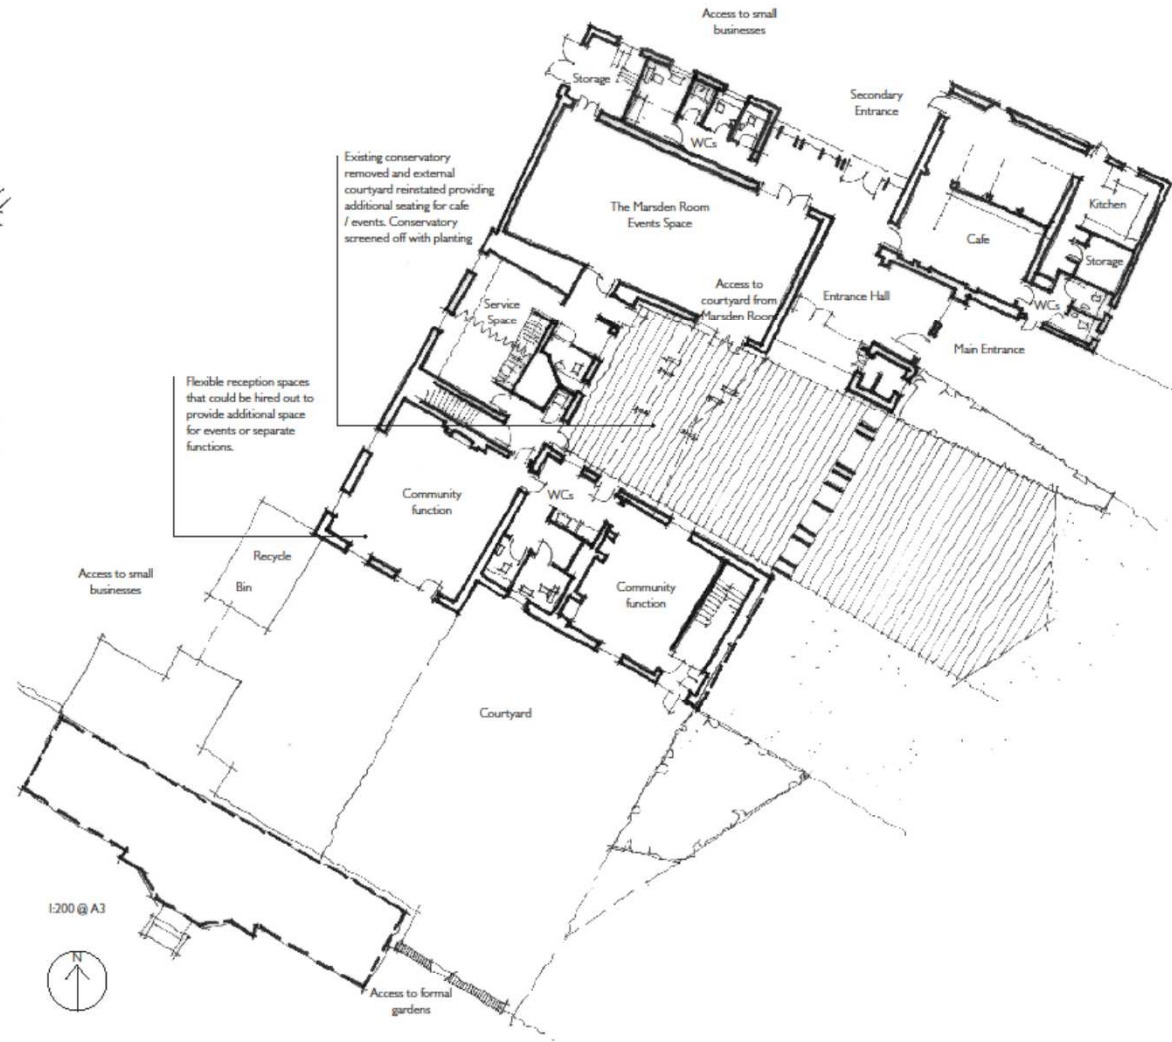 Access to small
businesses
Storage
Secondary
Entrance
WCs
Existing conservatory
removed and external
courtyard reinstated providing
additional seating for cafe
/ events. Conservatory
screened off with planting
The Marsden Room
Events Space
Kitchen
Cafe
Storage
Access to
courtyard from
Marsden Room
Entrance Hall
WCs
Service
Space
Main Entrance
Flexible reception spaces
that could be hired out to
provide additional space
for events or separate
functions.
Community
function
WCs
Recycle
Bin
Access to small
businesses
Community
function
Courtyard
1:200 @ A3
N
Access to formal
gardens